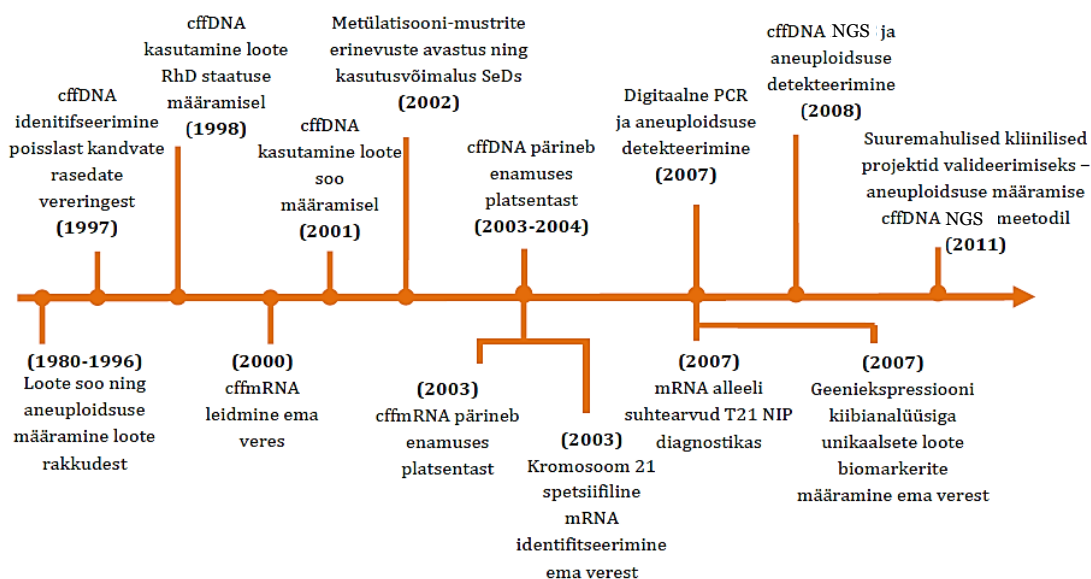 cffDNA
idenitifseerimine
poisslast kandvate
rasedate
vereringest
(1997)
cffDNA
kasutamine loote
RhD staatuse
määramisel
(1998)
cffDNA
kasutamine loote
soo
määramisel
(2001)
Metülatisooni-mustrite
erinevuste avastus ning
kasutusvõimalus SeDs
(2002)
cffDNA pärineb
enamuses
platsentast
(2003-2004)
Digitaalne PCR
ja aneuploidsuse
detekteerimine
(2007)
cffDNA NGS ja
aneuploidsuse
detekteerimine
(2008)
Suuremahulised kliinilised
projektid valideerimiseks –
aneuploidsuse määramise
cffDNA NGS meetodil
(2011)
(1980-1996)
Loote soo ning
aneuploidsuse
määramine loote
rakkudest
(2000)
cffmRNA
leidmine ema
veres
(2003)
cffmRNA pärineb
enamuses
platsentast
(2003)
Kromosoom 21
spetsiifiline
mRNA
identifitseerimine
ema verest
(2007)
mRNA alleeli
suhtearvud T21 NIP
diagnostikas
(2007)
Geeniekspressiooni
kiibianalüüsiga
unikaalsete loote
biomarkerite
määramine ema verest